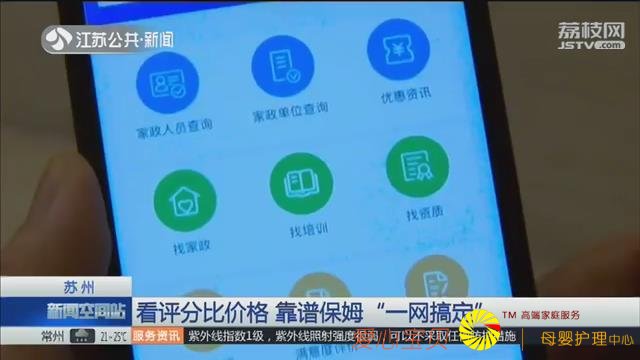 江苏公共·新闻
荔枝网
JSTV.com
家政人员查询
家政单位查询
优惠资讯
找家政
找培训
找资质
苏州
新闻空间站
看评分比价格 靠谱保姆“一网搞定”
TM 高端家庭服务
母婴护理中心
常州
21~25℃
服务资讯
紫外线指数1级，紫外线照射强度很弱，可以不采取任
措施